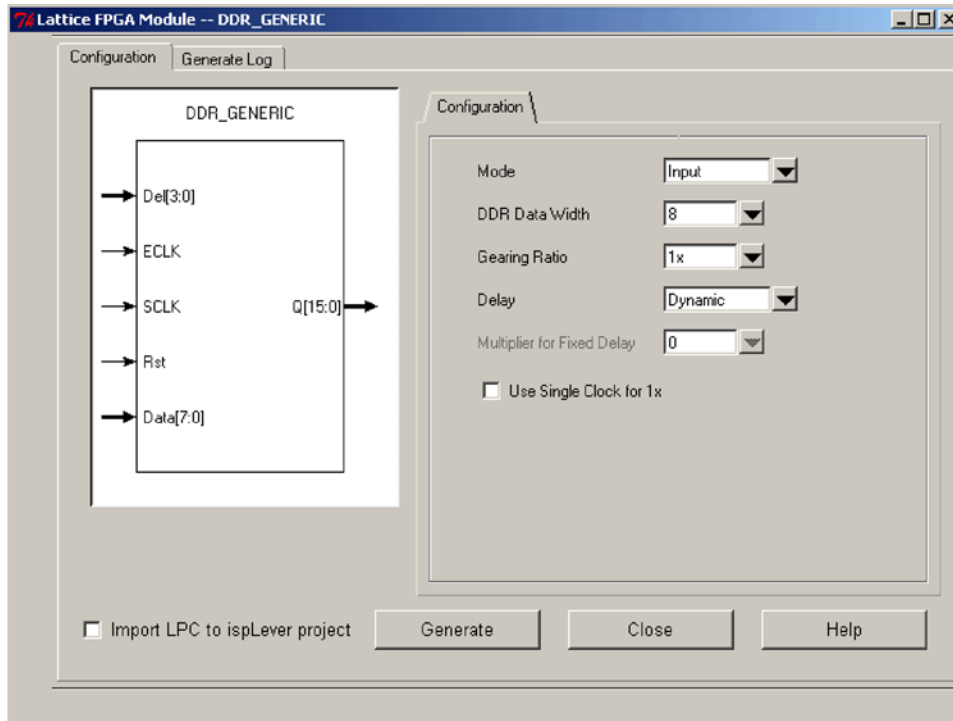 Lattice FPGA Module -- DDR_GENERIC
Configuration
Generate Log
DDR_GENERIC
Del[3:0]
ECLK
SCLK
Q[15:0]
Rst
Data[7:0]
Configuration
Mode
Input
DDR Data Width
8
Gearing Ratio
1x
Delay
Dynamic
Multiplier for Fixed Delay
0
Use Single Clock for 1x
Import LPC to ispLever project
Generate
Close
Help